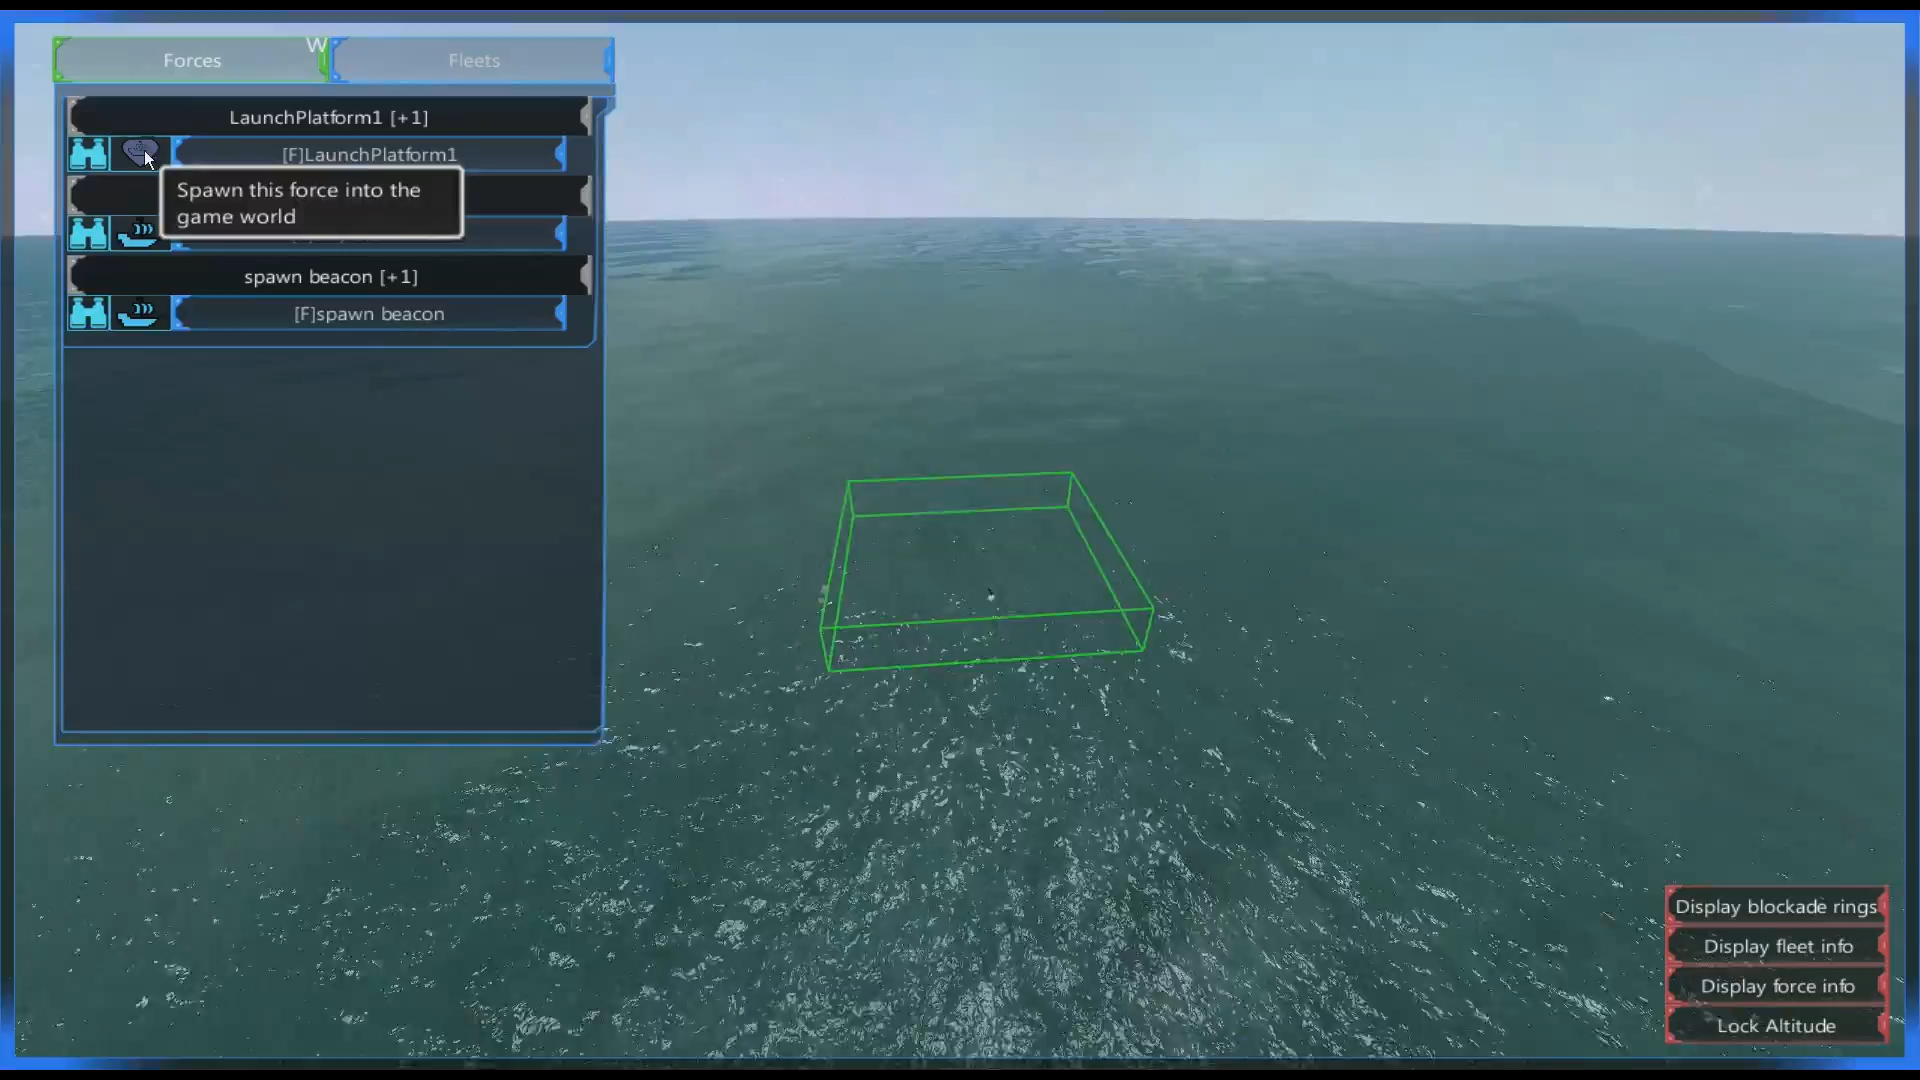 Forces
W
Fleets
LaunchPlatform1 [+1]
[F]LaunchPlatform1
Spawn this force into the
game world
spawn beacon [+1]
[F]spawn beacon
Display blockade rings
Display fleet info
Display force info
Lock Altitude